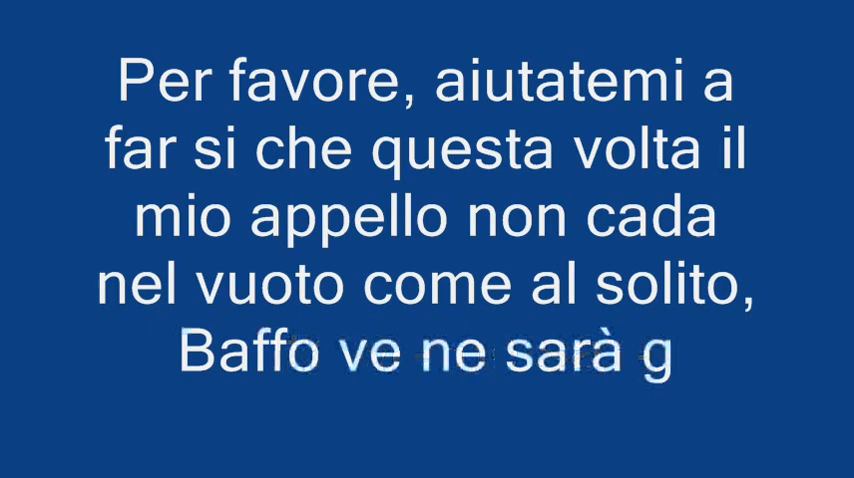 Per favore, aiutatemi a
far si che questa volta il
mio appello non cada
nel vuoto come al solito,
Baffo ve ne sarà g